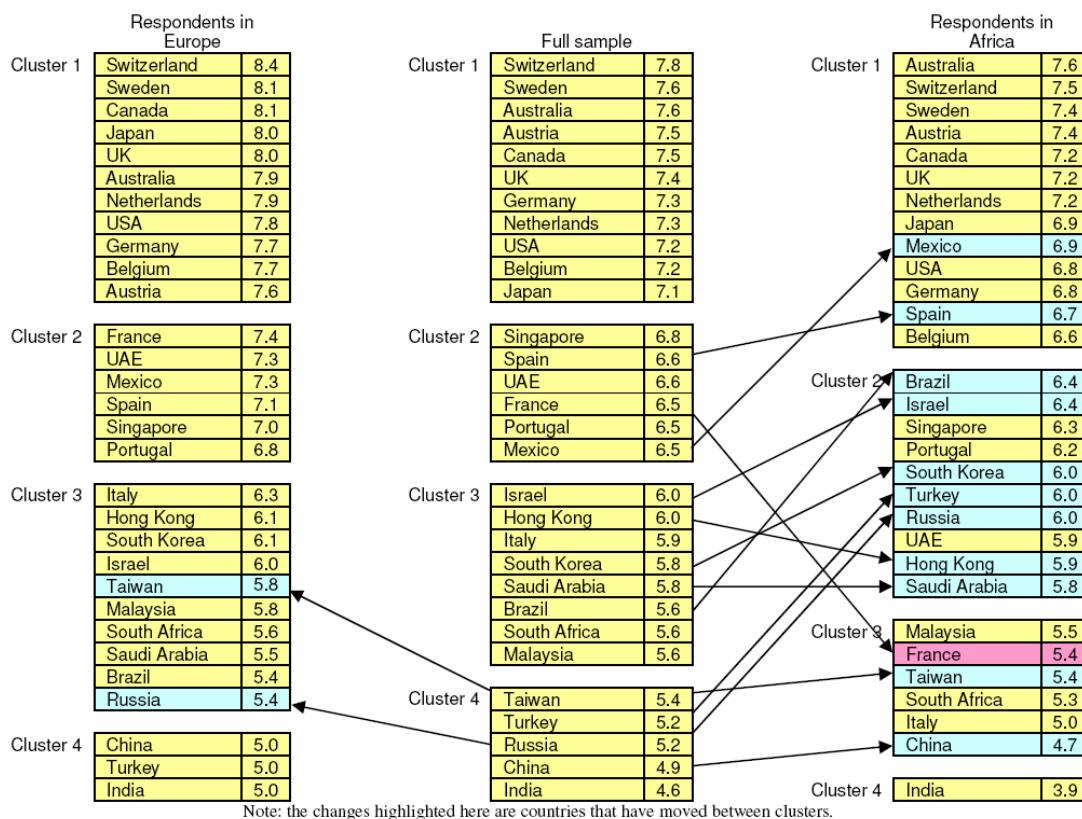 Respondents in
Europe
Cluster 1
Switzerland 8.4
Sweden 8.1
Canada 8.1
Japan 8.0
UK 8.0
Australia 7.9
Netherlands 7.9
USA 7.8
Germany 7.7
Belgium 7.7
Austria 7.6
Cluster 2
France 7.4
UAE 7.3
Mexico 7.3
Spain 7.1
Singapore 7.0
Portugal 6.8
Cluster 3
Italy 6.3
Hong Kong 6.1
South Korea 6.1
Israel 6.0
Taiwan 5.8
Malaysia 5.8
South Africa 5.6
Saudi Arabia 5.5
Brazil 5.4
Russia 5.4
Cluster 4
China 5.0
Turkey 5.0
India 5.0
Full sample
Cluster 1
Switzerland 7.8
Sweden 7.6
Australia 7.6
Austria 7.5
Canada 7.5
UK 7.4
Germany 7.3
Netherlands 7.3
USA 7.2
Belgium 7.2
Japan 7.1
Cluster 2
Singapore 6.8
Spain 6.6
UAE 6.6
France 6.5
Portugal 6.5
Mexico 6.5
Cluster 3
Israel 6.0
Hong Kong 6.0
Italy 5.9
South Korea 5.8
Saudi Arabia 5.8
Brazil 5.6
South Africa 5.6
Malaysia 5.6
Cluster 4
Taiwan 5.4
Turkey 5.2
Russia 5.2
China 4.9
India 4.6
Respondents in
Africa
Cluster 1
Australia 7.6
Switzerland 7.5
Sweden 7.4
Austria 7.4
Canada 7.2
UK 7.2
Netherlands 7.2
Japan 6.9
Mexico 6.9
USA 6.8
Germany 6.8
Spain 6.7
Belgium 6.6
Cluster 2
Brazil 6.4
Israel 6.4
Singapore 6.3
Portugal 6.2
South Korea 6.0
Turkey 6.0
Russia 6.0
UAE 5.9
Hong Kong 5.9
Saudi Arabia 5.8
Cluster 3
Malaysia 5.5
France 5.4
Taiwan 5.4
South Africa 5.3
Italy 5.0
China 4.7
Cluster 4
India 3.9
Note: the changes highlighted here are countries that have moved between clusters.